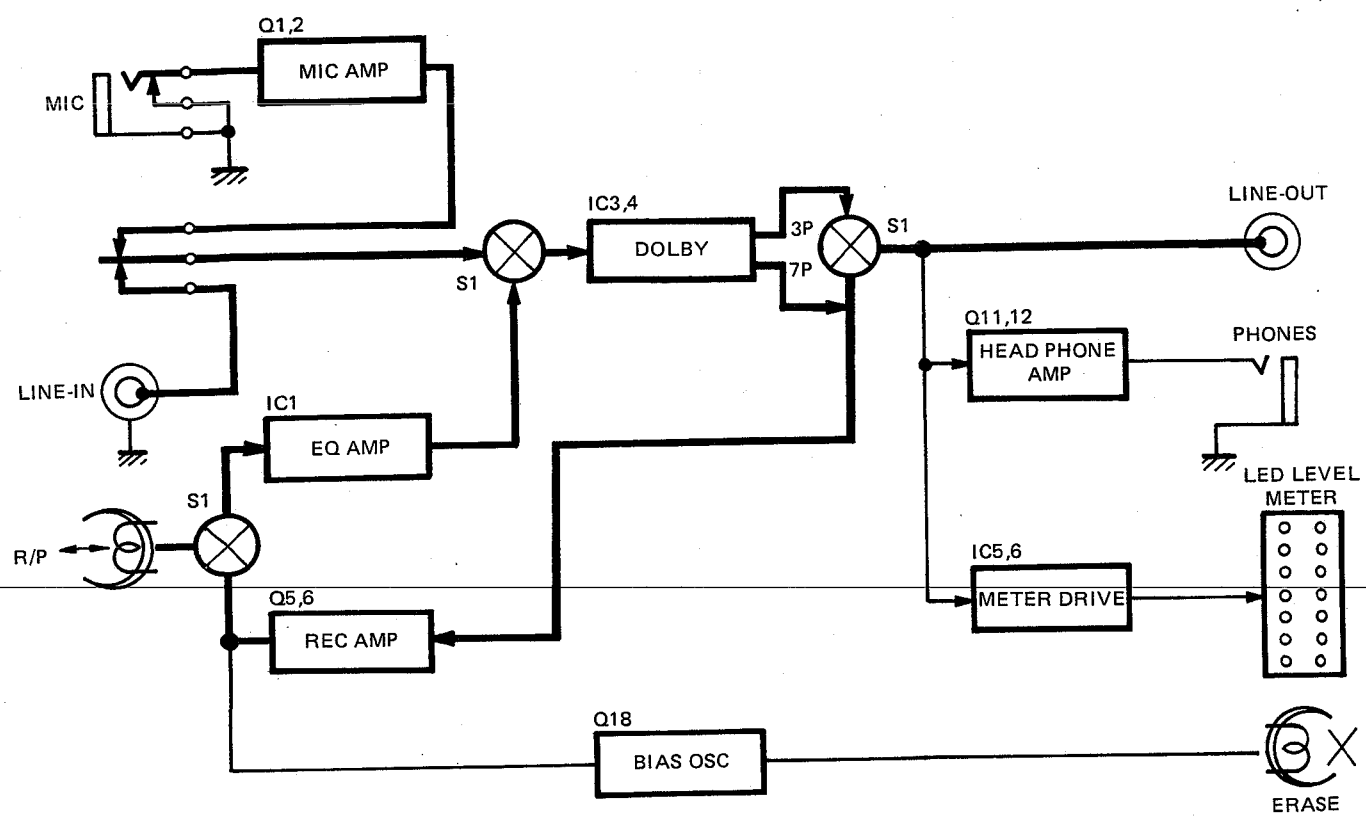 Q1,2
MIC AMP
MIC
IC3,4
DOLBY
3P
7P
S1
S1
LINE-OUT
Q11,12
HEAD PHONE
AMP
PHONES
LINE-IN
IC1
EQ AMP
S1
R/P
LED LEVEL
METER
IC5,6
METER DRIVE
Q5,6
REC AMP
Q18
BIAS OSC
ERASE